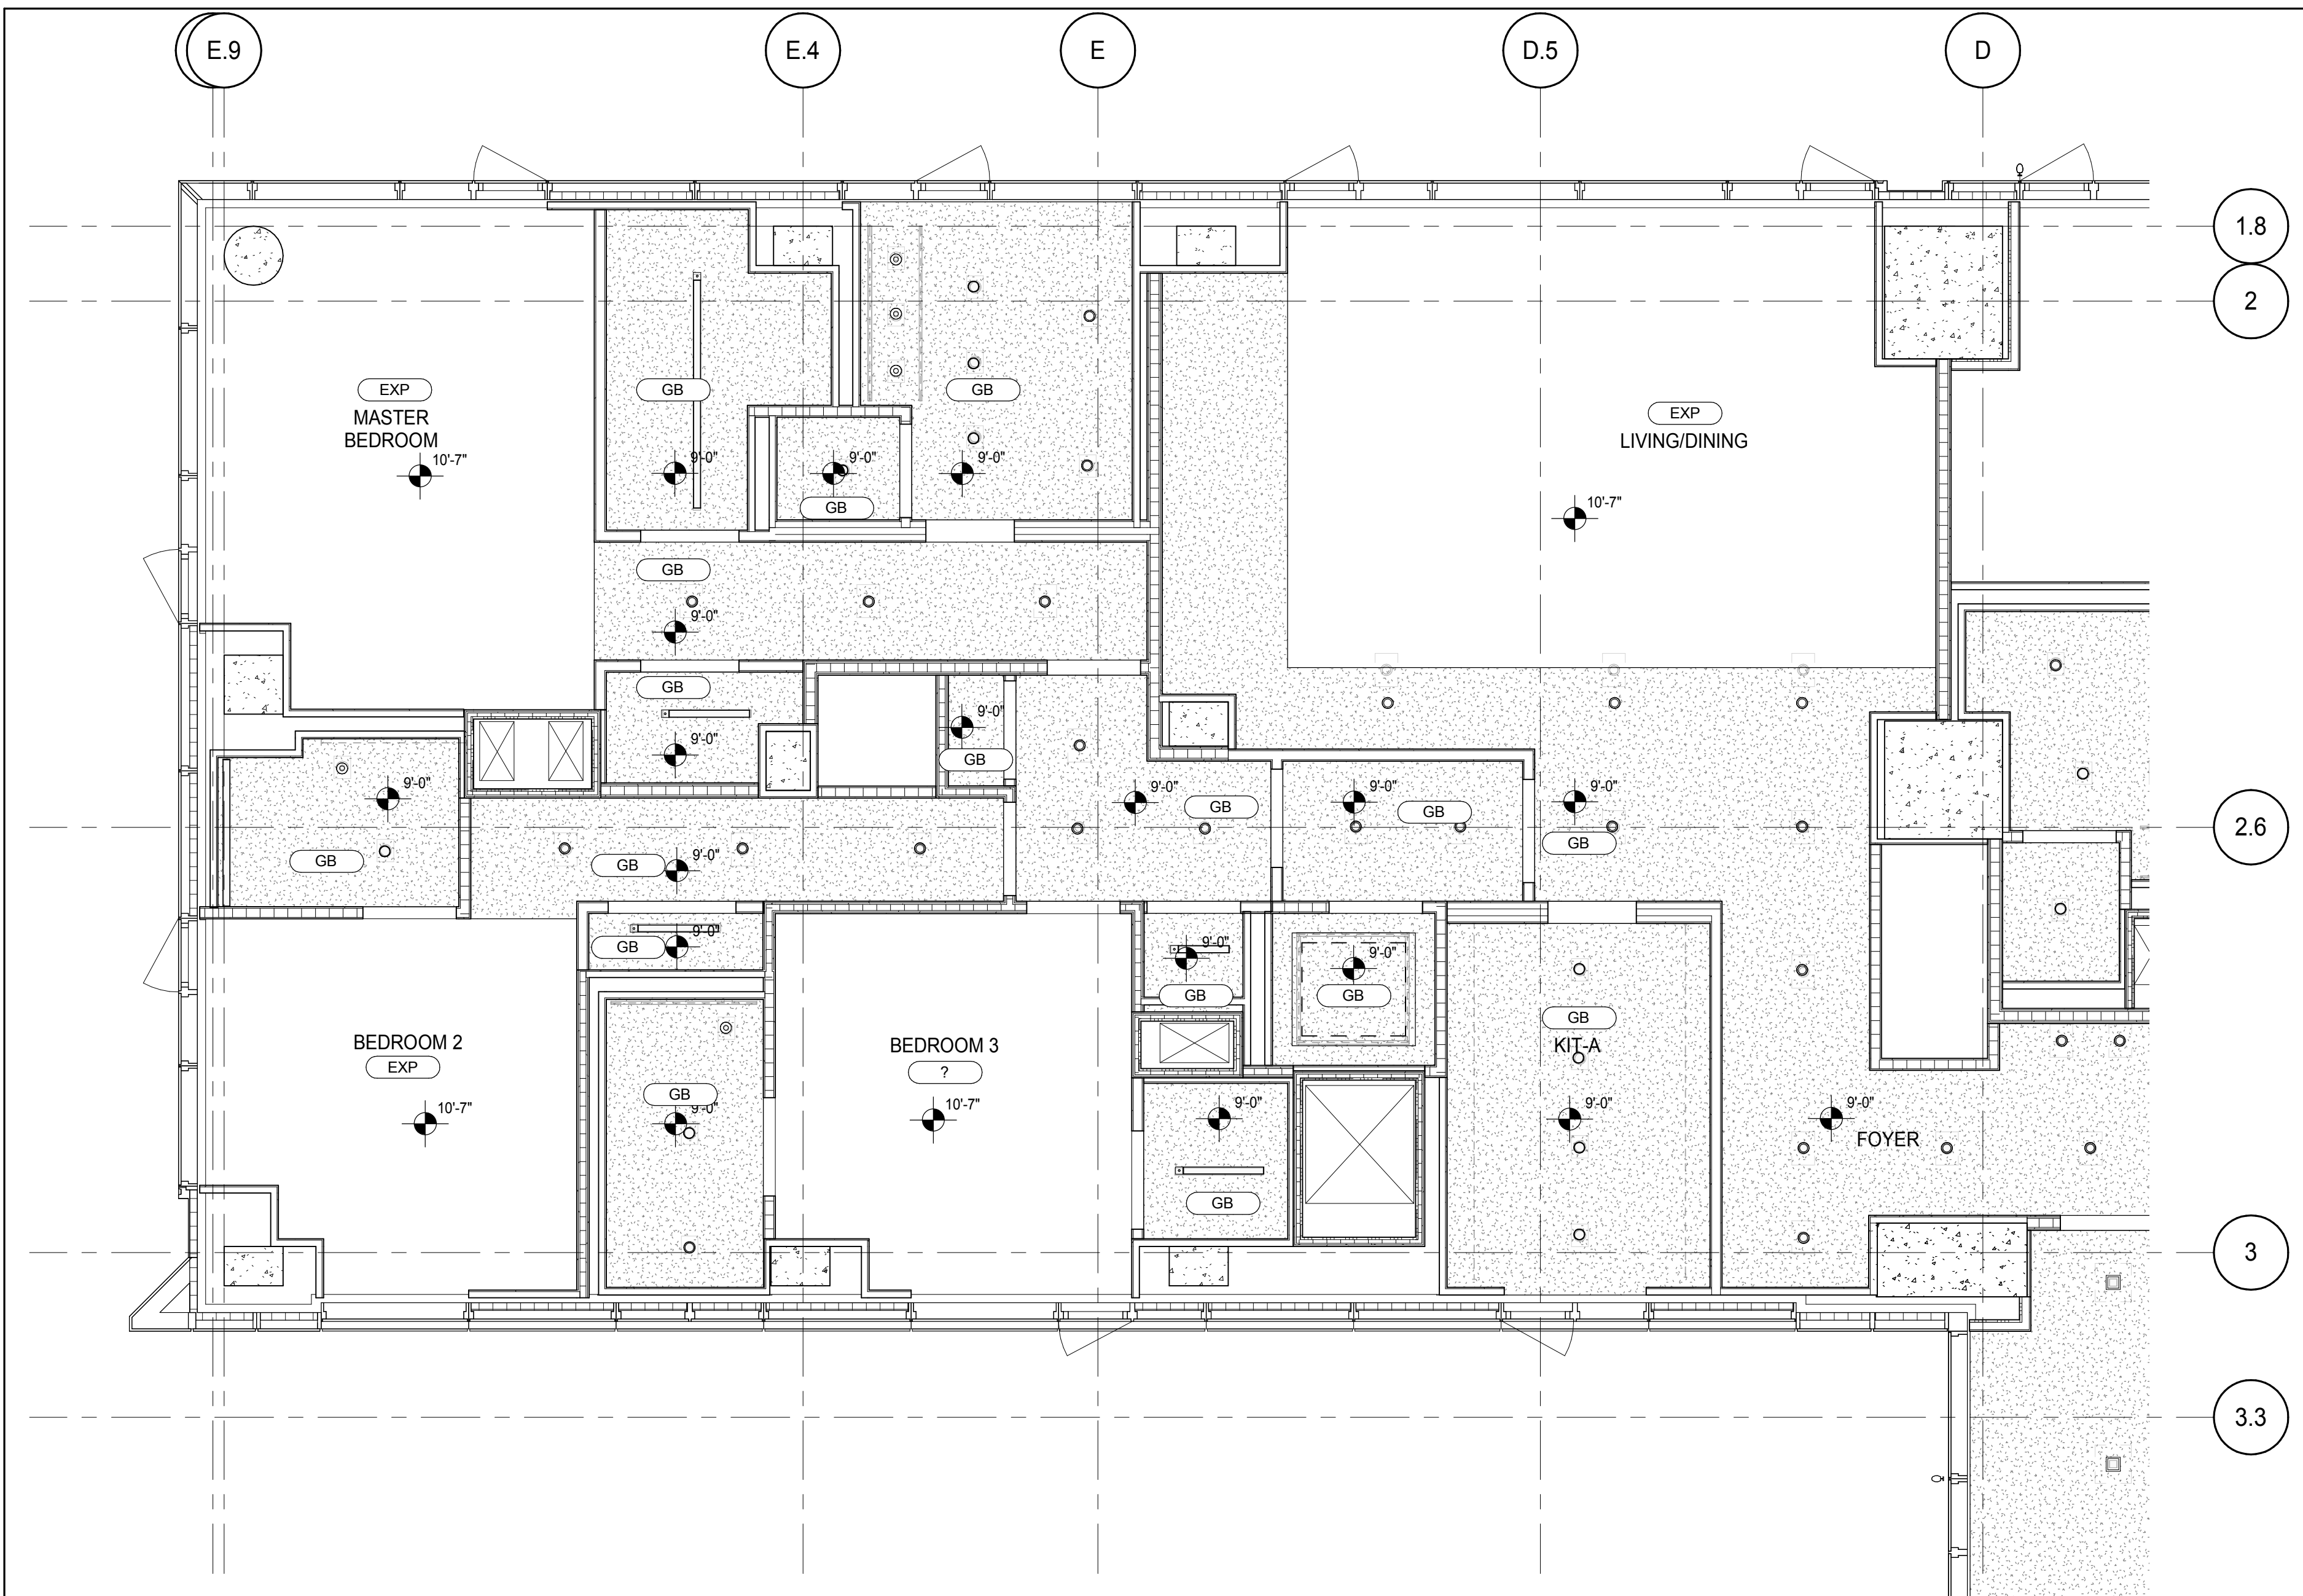 E.9
E.4
E
D.5
D
1.8
2
EXP
MASTER
BEDROOM
10'-7"
GB
9'-0"
GB
9'-0"
GB
9'-0"
EXP
LIVING/DINING
10'-7"
GB
9'-0"
GB
9'-0"
9'-0"
GB
9'-0"
GB
GB
9'-0"
9'-0"
GB
9'-0"
GB
9'-0"
GB
2.6
GB
9'-0"
9'-0"
GB
9'-0"
GB
BEDROOM 2
EXP
10'-7"
GB
9'-0"
BEDROOM 3
?
10'-7"
9'-0"
GB
GB
KIT-A
9'-0"
9'-0"
FOYER
3
3.3